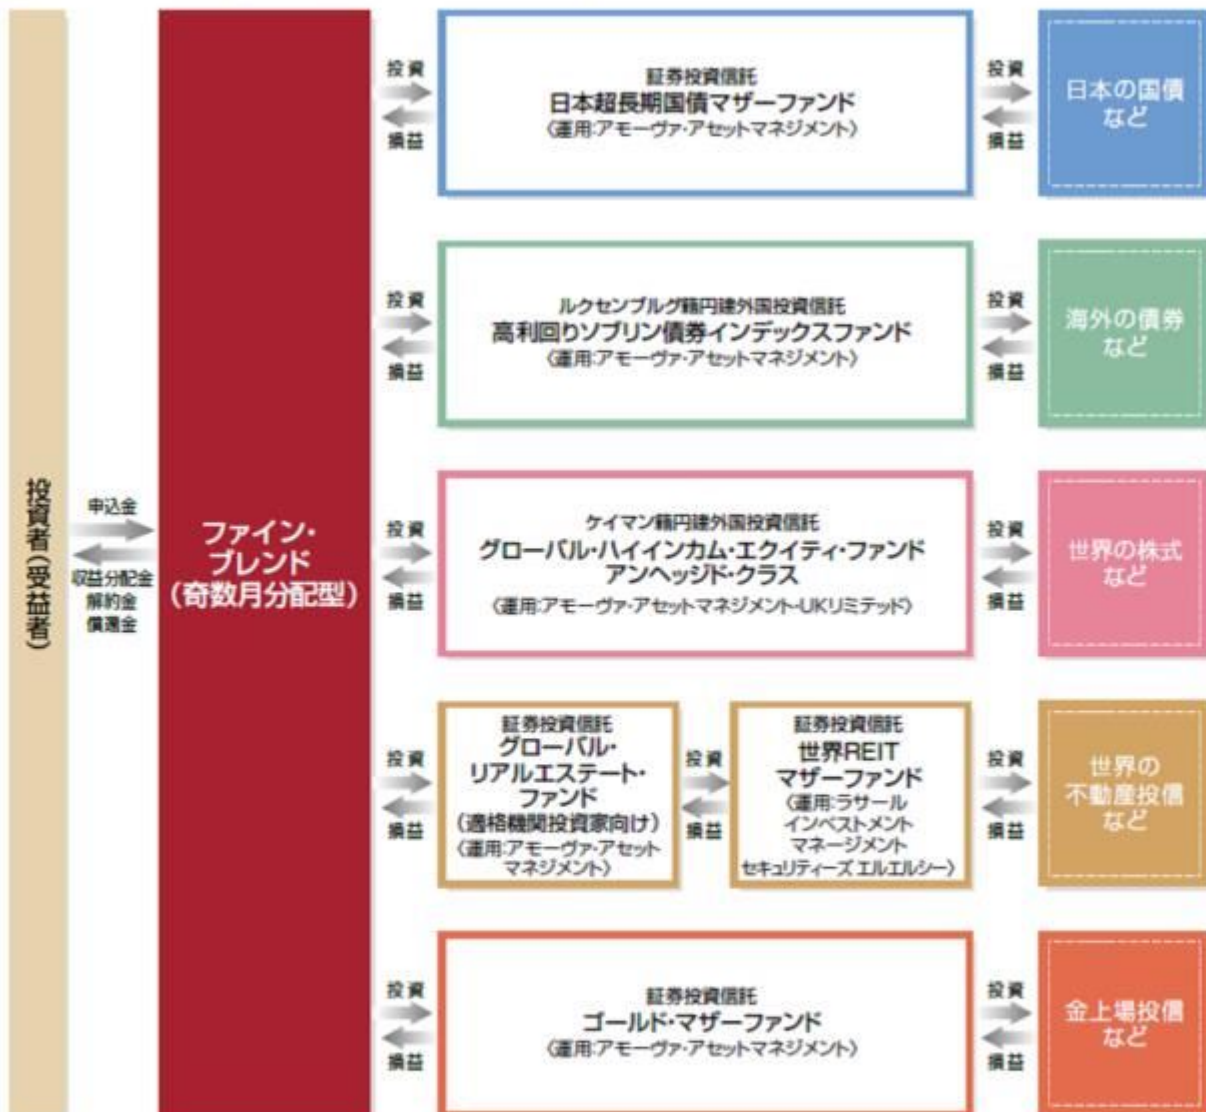 投資者(受益者)
申込金
収益分配金
解約金
償還金
ファイン・
ブレンド
(奇数月分配型)
投資
損益
証券投資信託
日本超長期国債マザーファンド
〈運用:アモーヴァ・アセットマネジメント〉
投資
損益
日本の国債
など
投資
損益
ルクセンブルグ籍円建外国投資信託
高利回りソブリン債券インデックスファンド
〈運用:アモーヴァ・アセットマネジメント〉
投資
損益
海外の債券
など
投資
損益
ケイマン籍円建外国投資信託
グローバル・ハイインカム・エクイティ・ファンド
アンヘッジド・クラス
〈運用:アモーヴァ・アセットマネジメント-UKリミテッド〉
投資
損益
世界の株式
など
投資
損益
証券投資信託
グローバル・
リアルエステート・
ファンド
(適格機関投資家向け)
〈運用:アモーヴァ・アセット
マネジメント〉
投資
損益
証券投資信託
世界REIT
マザーファンド
〈運用:ラサール
インベストメント
マネージメント
セキュリティーズ エルエルシー〉
投資
損益
世界の
不動産投信
など
投資
損益
証券投資信託
ゴールド・マザーファンド
〈運用:アモーヴァ・アセットマネジメント〉
投資
損益
金上場投信
など